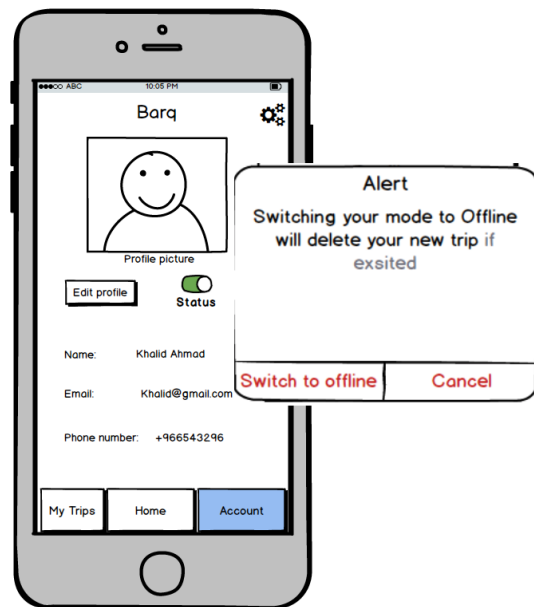 ABC 10:05 PM
Barq
Profile picture
Edit profile
Status
Name: Khalid Ahmad
Email: Khalid@gmail.com
Phone number: +966543296
My Trips Home Account
Alert
Switching your mode to Offline
will delete your new trip if
exsited
Switch to offline Cancel